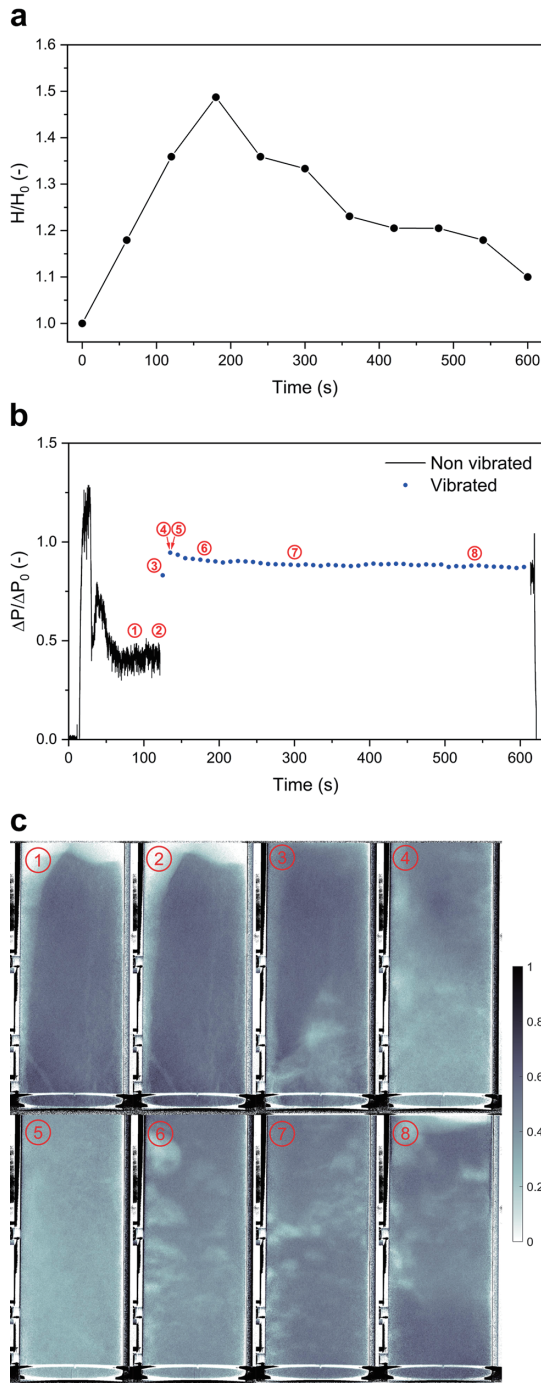 a
1.6
1.5
1.4
1.3
1.2
1.1
1.0
H/H₀ (-)
0 100 200 300 400 500 600
Time (s)
b
1.5
1.0
0.5
0.0
ΔP/ΔP₀ (-)
Non vibrated
Vibrated
④ ⑤
③ ⑥ ⑦ ⑧
① ②
0 100 200 300 400 500 600
Time (s)
c
① ② ③ ④
⑤ ⑥ ⑦ ⑧
1
0.8
0.6
0.4
0.2
0